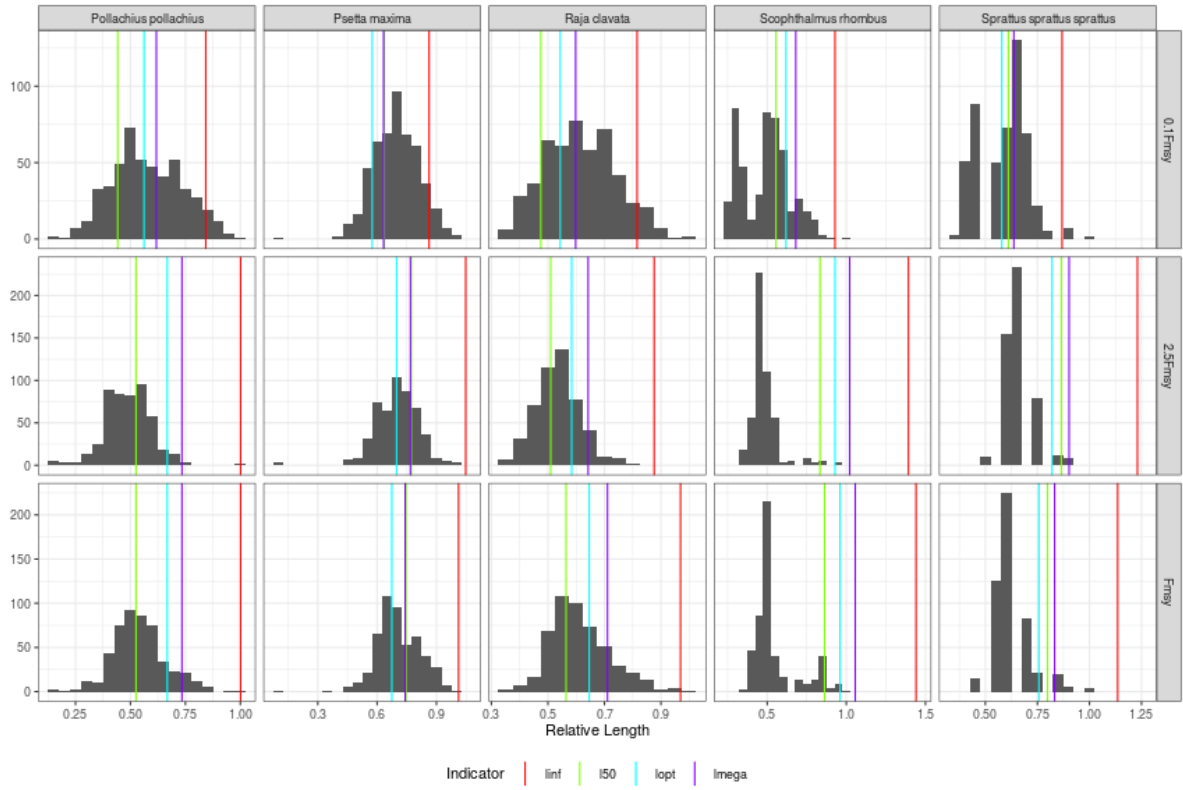 Pollachius pollachius Psetta maxima Raja clavata Scophthalmus rhombus Sprattus sprattus sprattus
100
50
0
0.1Fmsy
200
150
100
50
0
2.5Fmsy
200
150
100
50
0
Fmsy
0.25 0.50 0.75 1.00 0.3 0.6 0.9 0.3 0.5 0.7 0.9 0.5 1.0 1.5 0.50 0.75 1.00 1.25
Relative Length
Indicator linf l50 lopt lmega